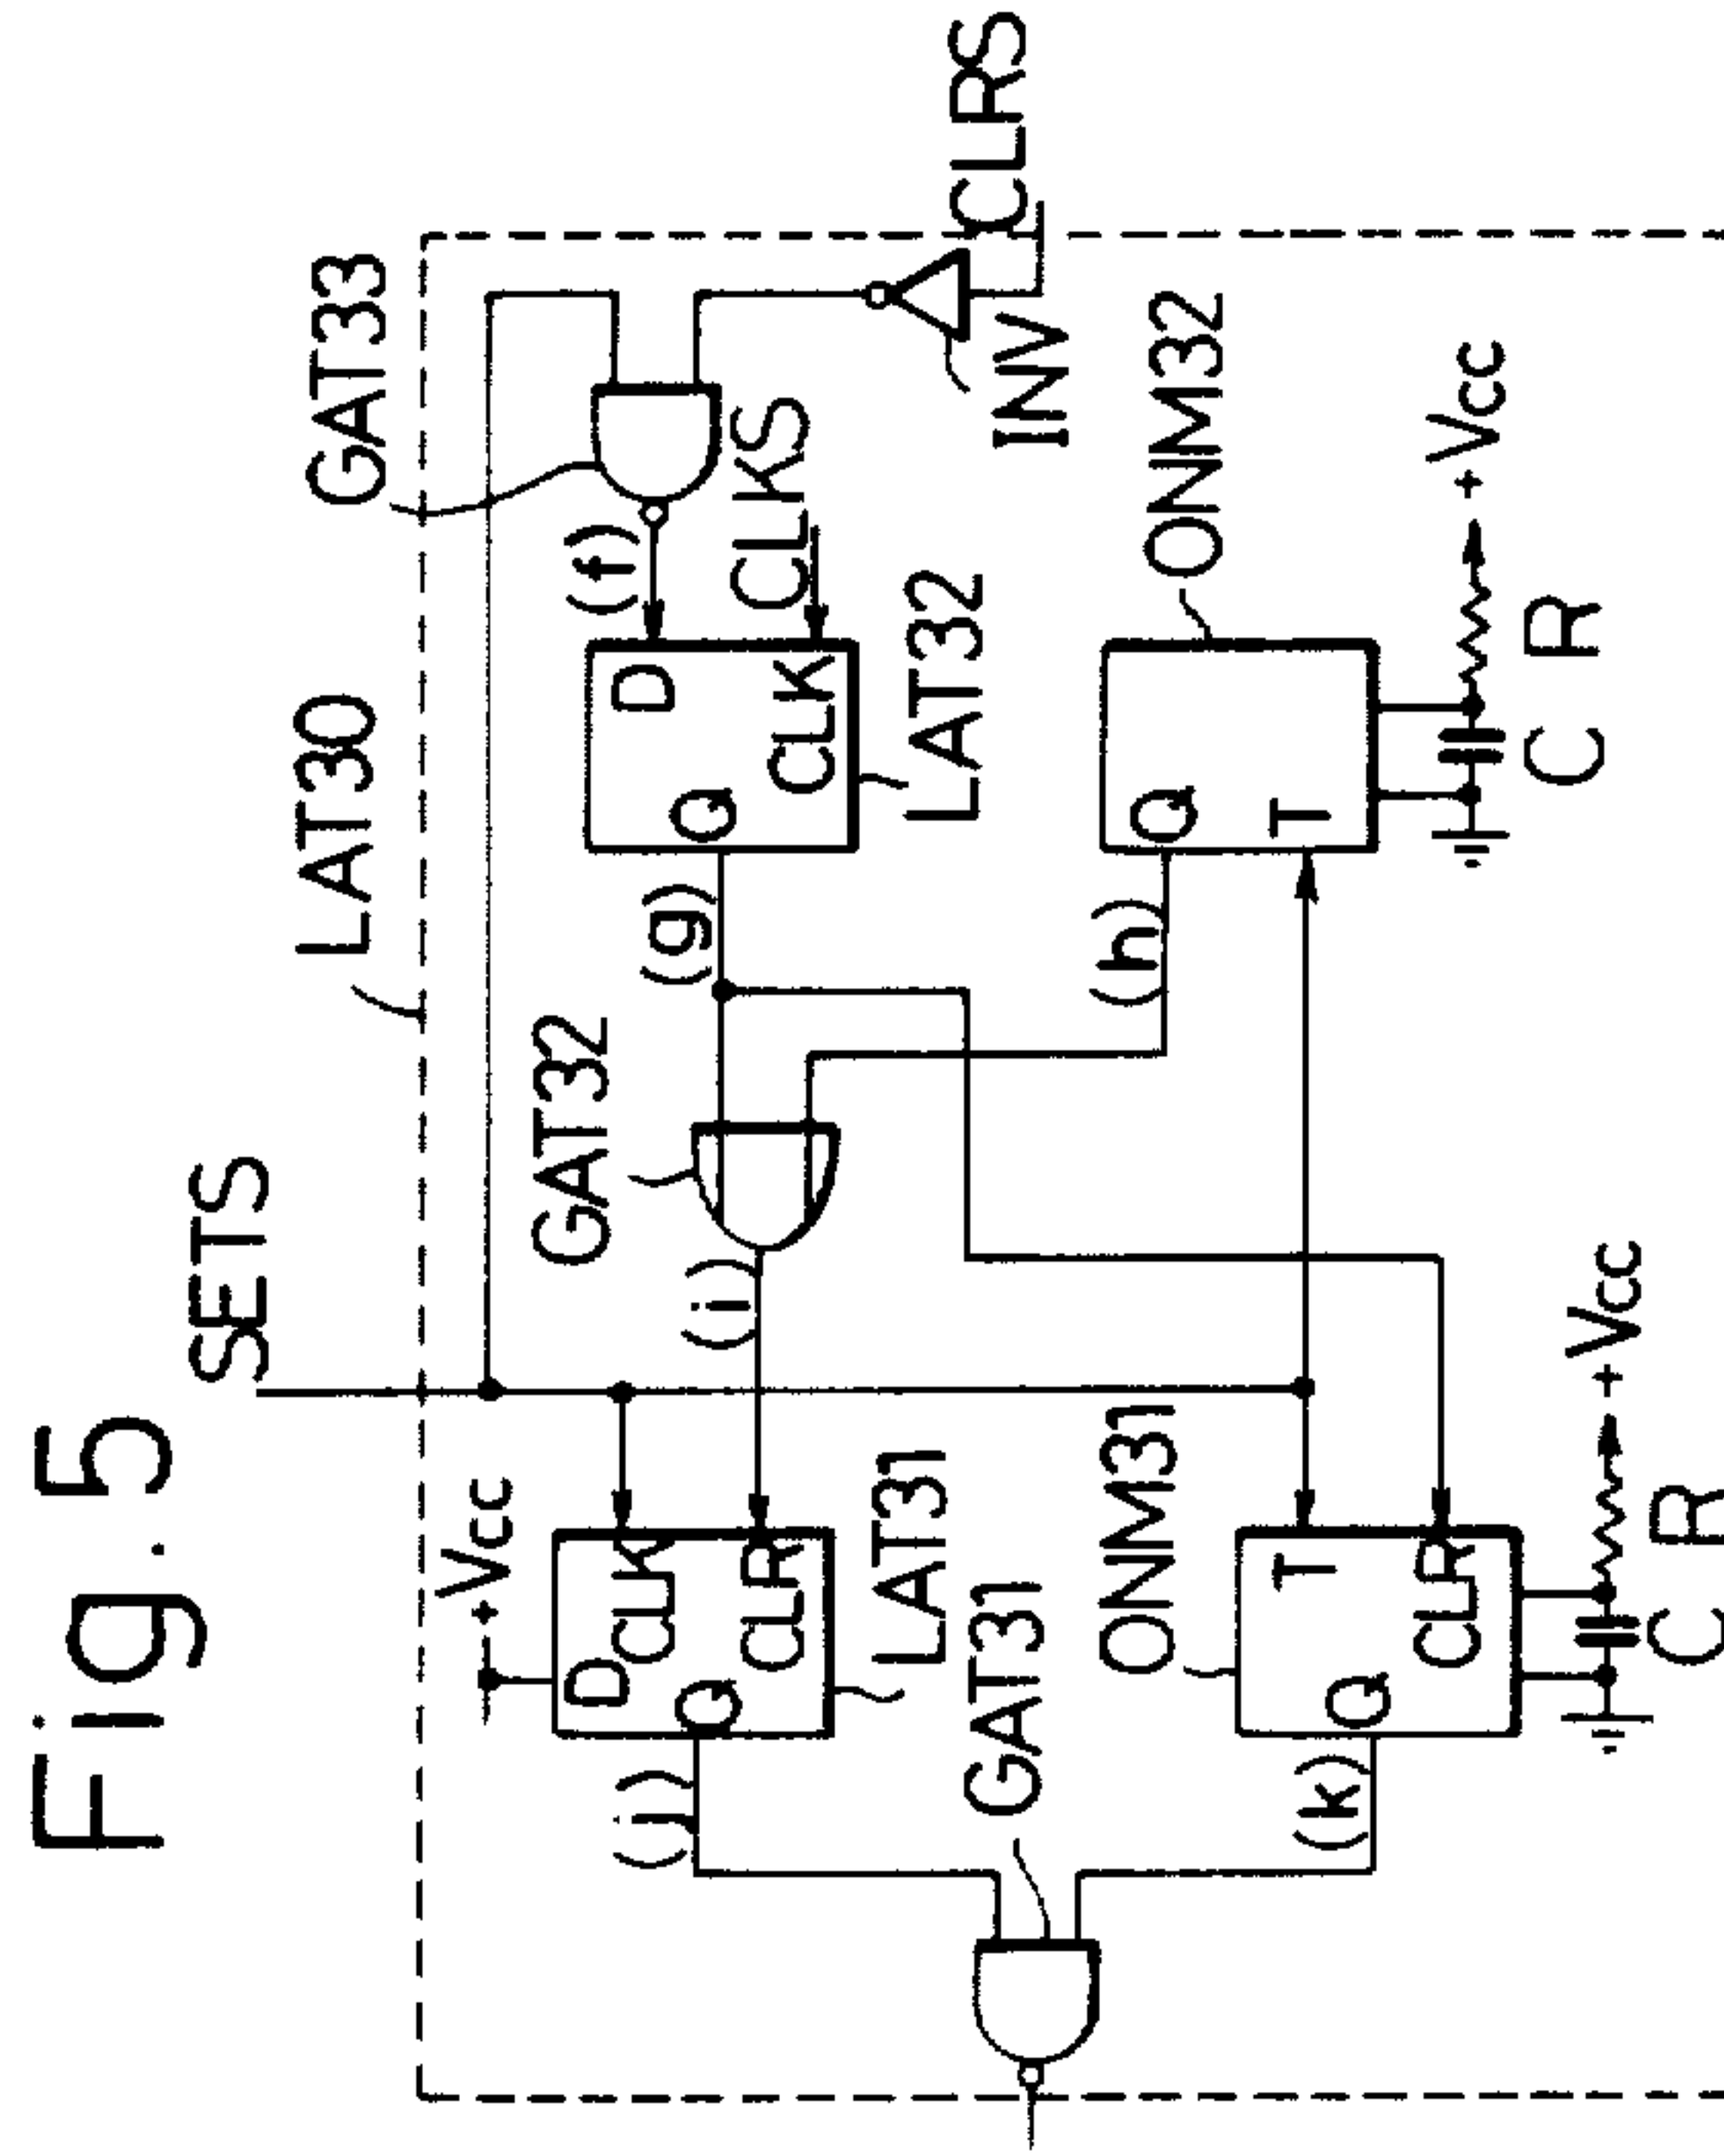 Fig. 5
SETS
LAT30
GAT33
+Vcc
D
CLK
CLR
Q
LAT31
(i)
GAT32
(g)
Q
D
CLK
LAT32
(f)
CLKS
CLRS
INV
(j)
GAT31
ONM31
T
CLR
Q
(k)
(h)
Q
T
ONM32
+Vcc
C R
+Vcc
C R